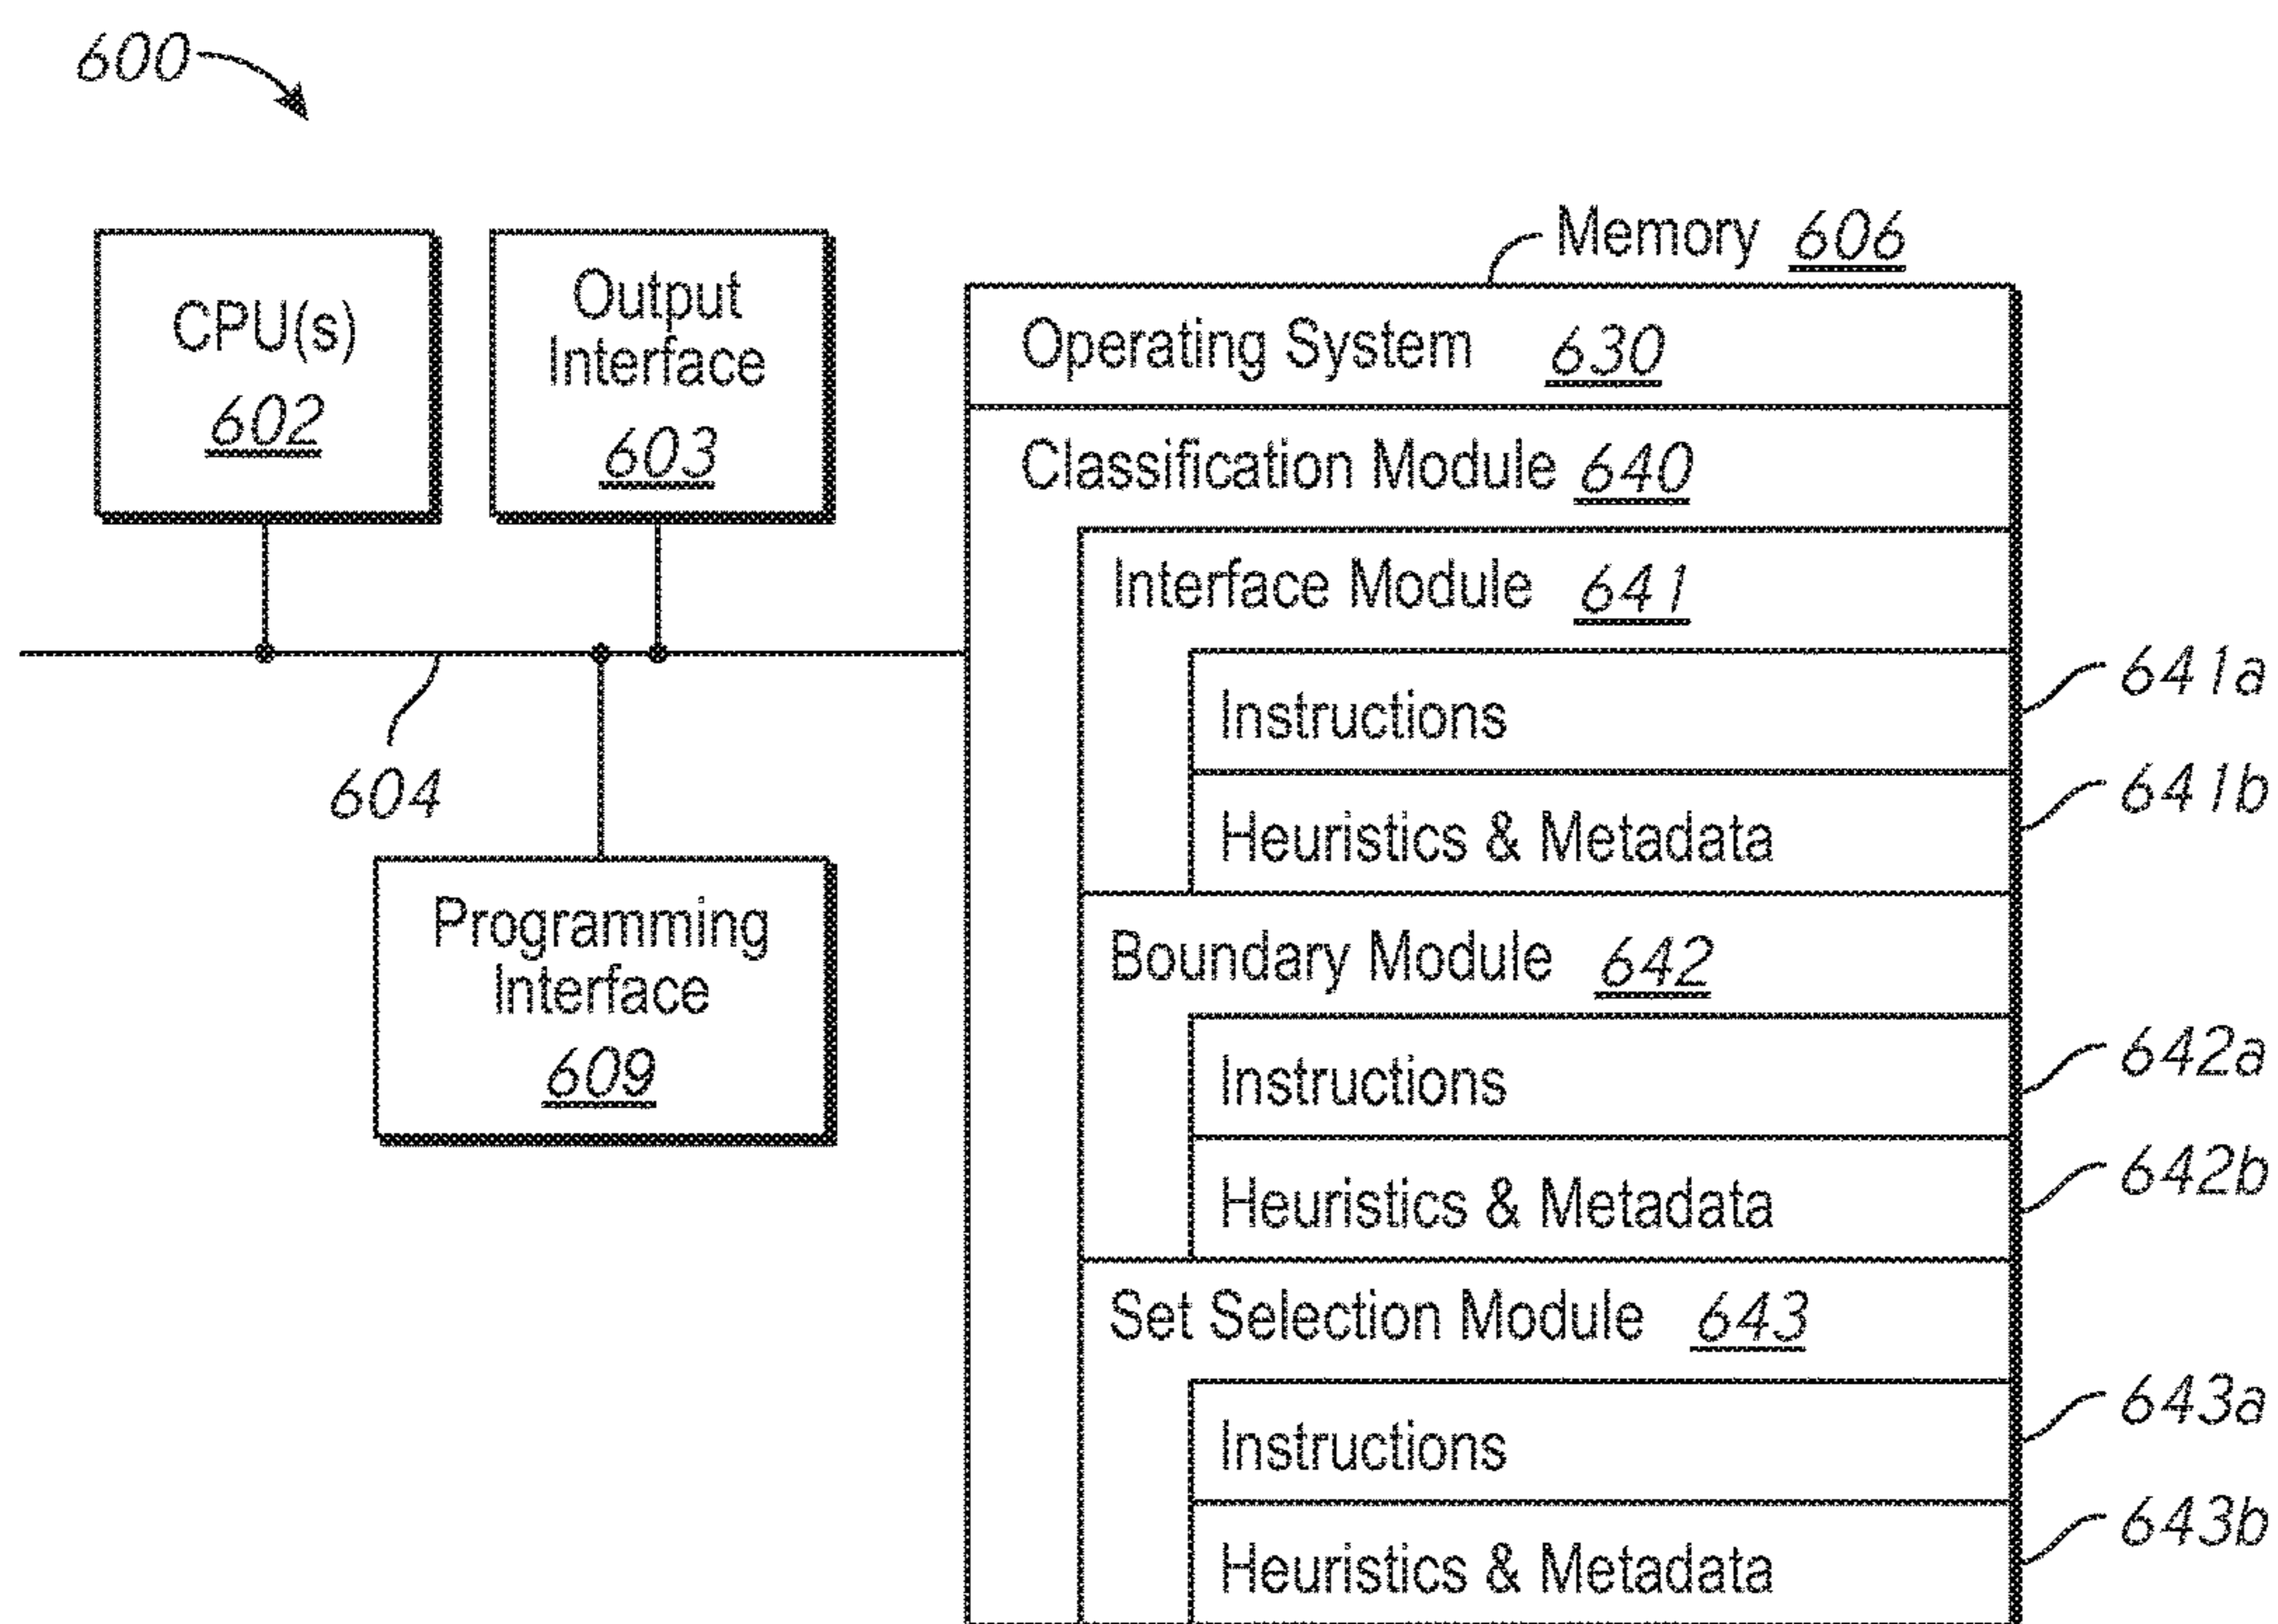 600
CPU(s)
602
Output
Interface
603
604
Programming
Interface
609
Memory 606
Operating System 630
Classification Module 640
Interface Module 641
Instructions
641a
Heuristics & Metadata
641b
Boundary Module 642
Instructions
642a
Heuristics & Metadata
642b
Set Selection Module 643
Instructions
643a
Heuristics & Metadata
643b